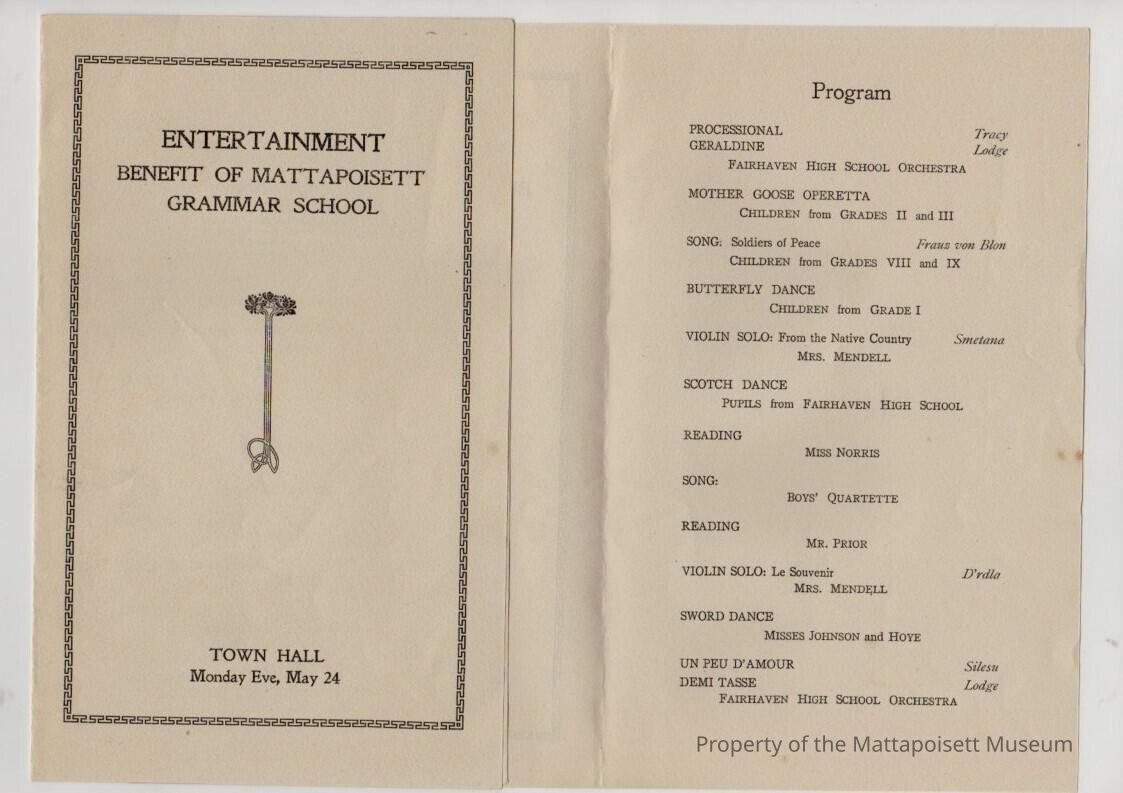 ENTERTAINMENT
BENEFIT OF MATTAPOISETT
GRAMMAR SCHOOL
TOWN HALL
Monday Eve, May 24
Program
PROCESSIONAL Tracy
GERALDINE Lodge
FAIRHAVEN HIGH SCHOOL ORCHESTRA
MOTHER GOOSE OPERETTA
CHILDREN from GRADES II and III
SONG: Soldiers of Peace Frauz von Blon
CHILDREN from GRADES VIII and IX
BUTTERFLY DANCE
CHILDREN from GRADE I
VIOLIN SOLO: From the Native Country Smetana
MRS. MENDELL
SCOTCH DANCE
PUPILS from FAIRHAVEN HIGH SCHOOL
READING
MISS NORRIS
SONG:
BOYS' QUARTETTE
READING
MR. PRIOR
VIOLIN SOLO: Le Souvenir D'rdla
MRS. MENDELL
SWORD DANCE
MISSES JOHNSON and HOYE
UN PEU D'AMOUR Silesu
DEMI TASSE Lodge
FAIRHAVEN HIGH SCHOOL ORCHESTRA
Property of the Mattapoisett Museum